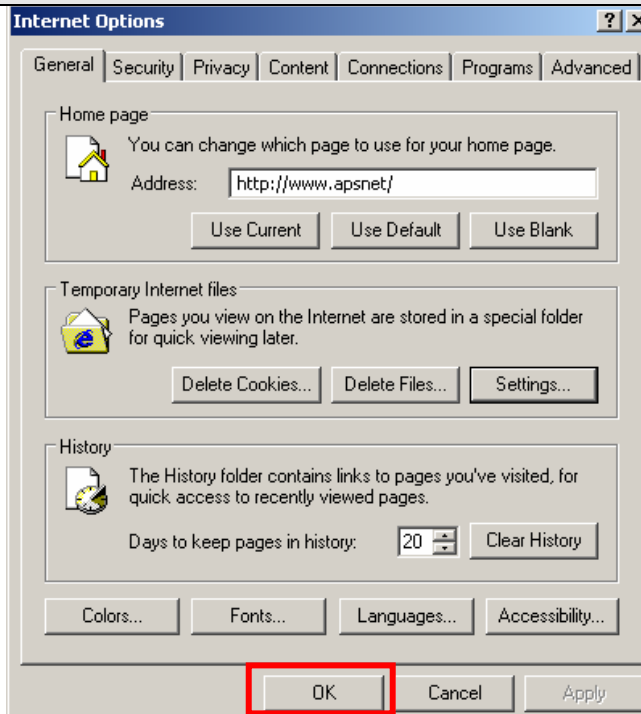 Internet Options
General Security Privacy Content Connections Programs Advanced
Home page
You can change which page to use for your home page.
Address: http://www.apsnet/
Use Current Use Default Use Blank
Temporary Internet files
Pages you view on the Internet are stored in a special folder
for quick viewing later.
Delete Cookies... Delete Files... Settings...
History
The History folder contains links to pages you've visited, for
quick access to recently viewed pages.
Days to keep pages in history: 20 Clear History
Colors... Fonts... Languages... Accessibility...
OK Cancel Apply